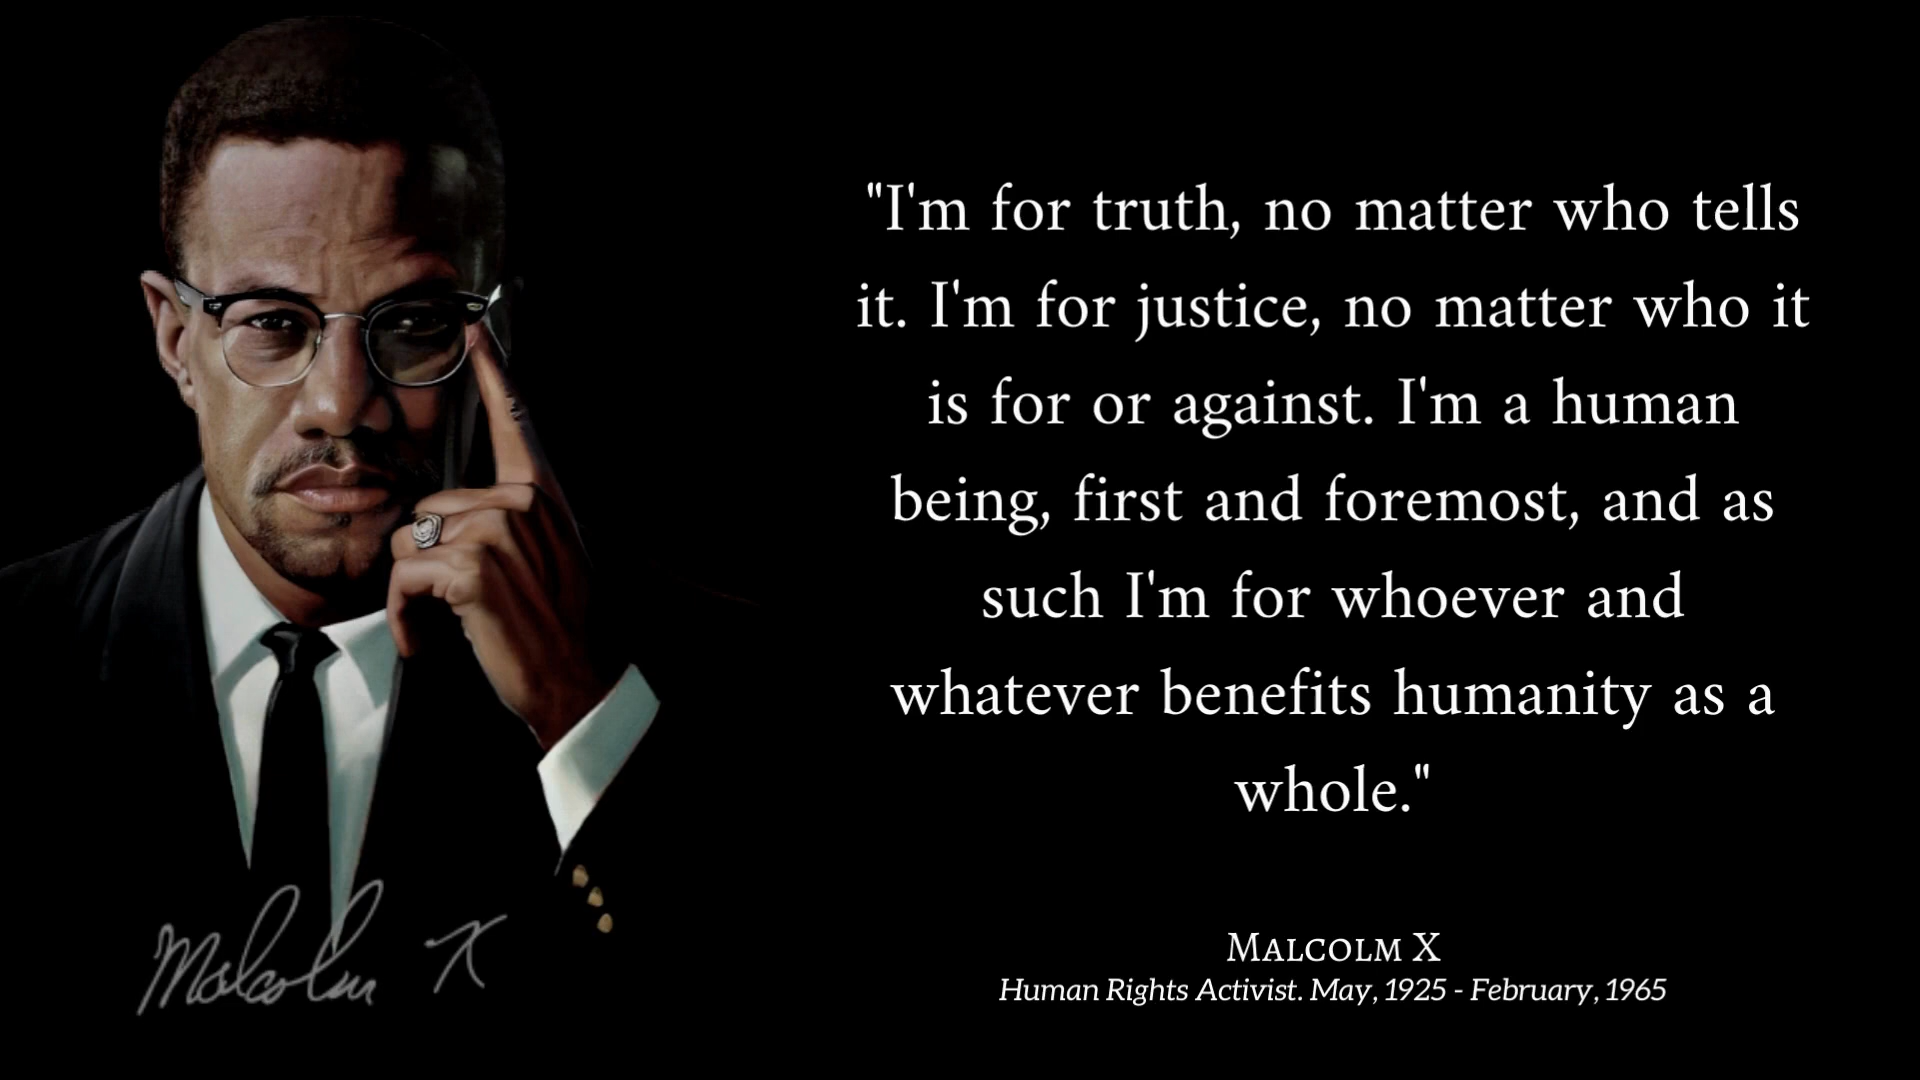 "I'm for truth, no matter who tells
it. I'm for justice, no matter who it
is for or against. I'm a human
being, first and foremost, and as
such I'm for whoever and
whatever benefits humanity as a
whole."
Malcolm X
Malcolm X
Human Rights Activist. May, 1925 - February, 1965